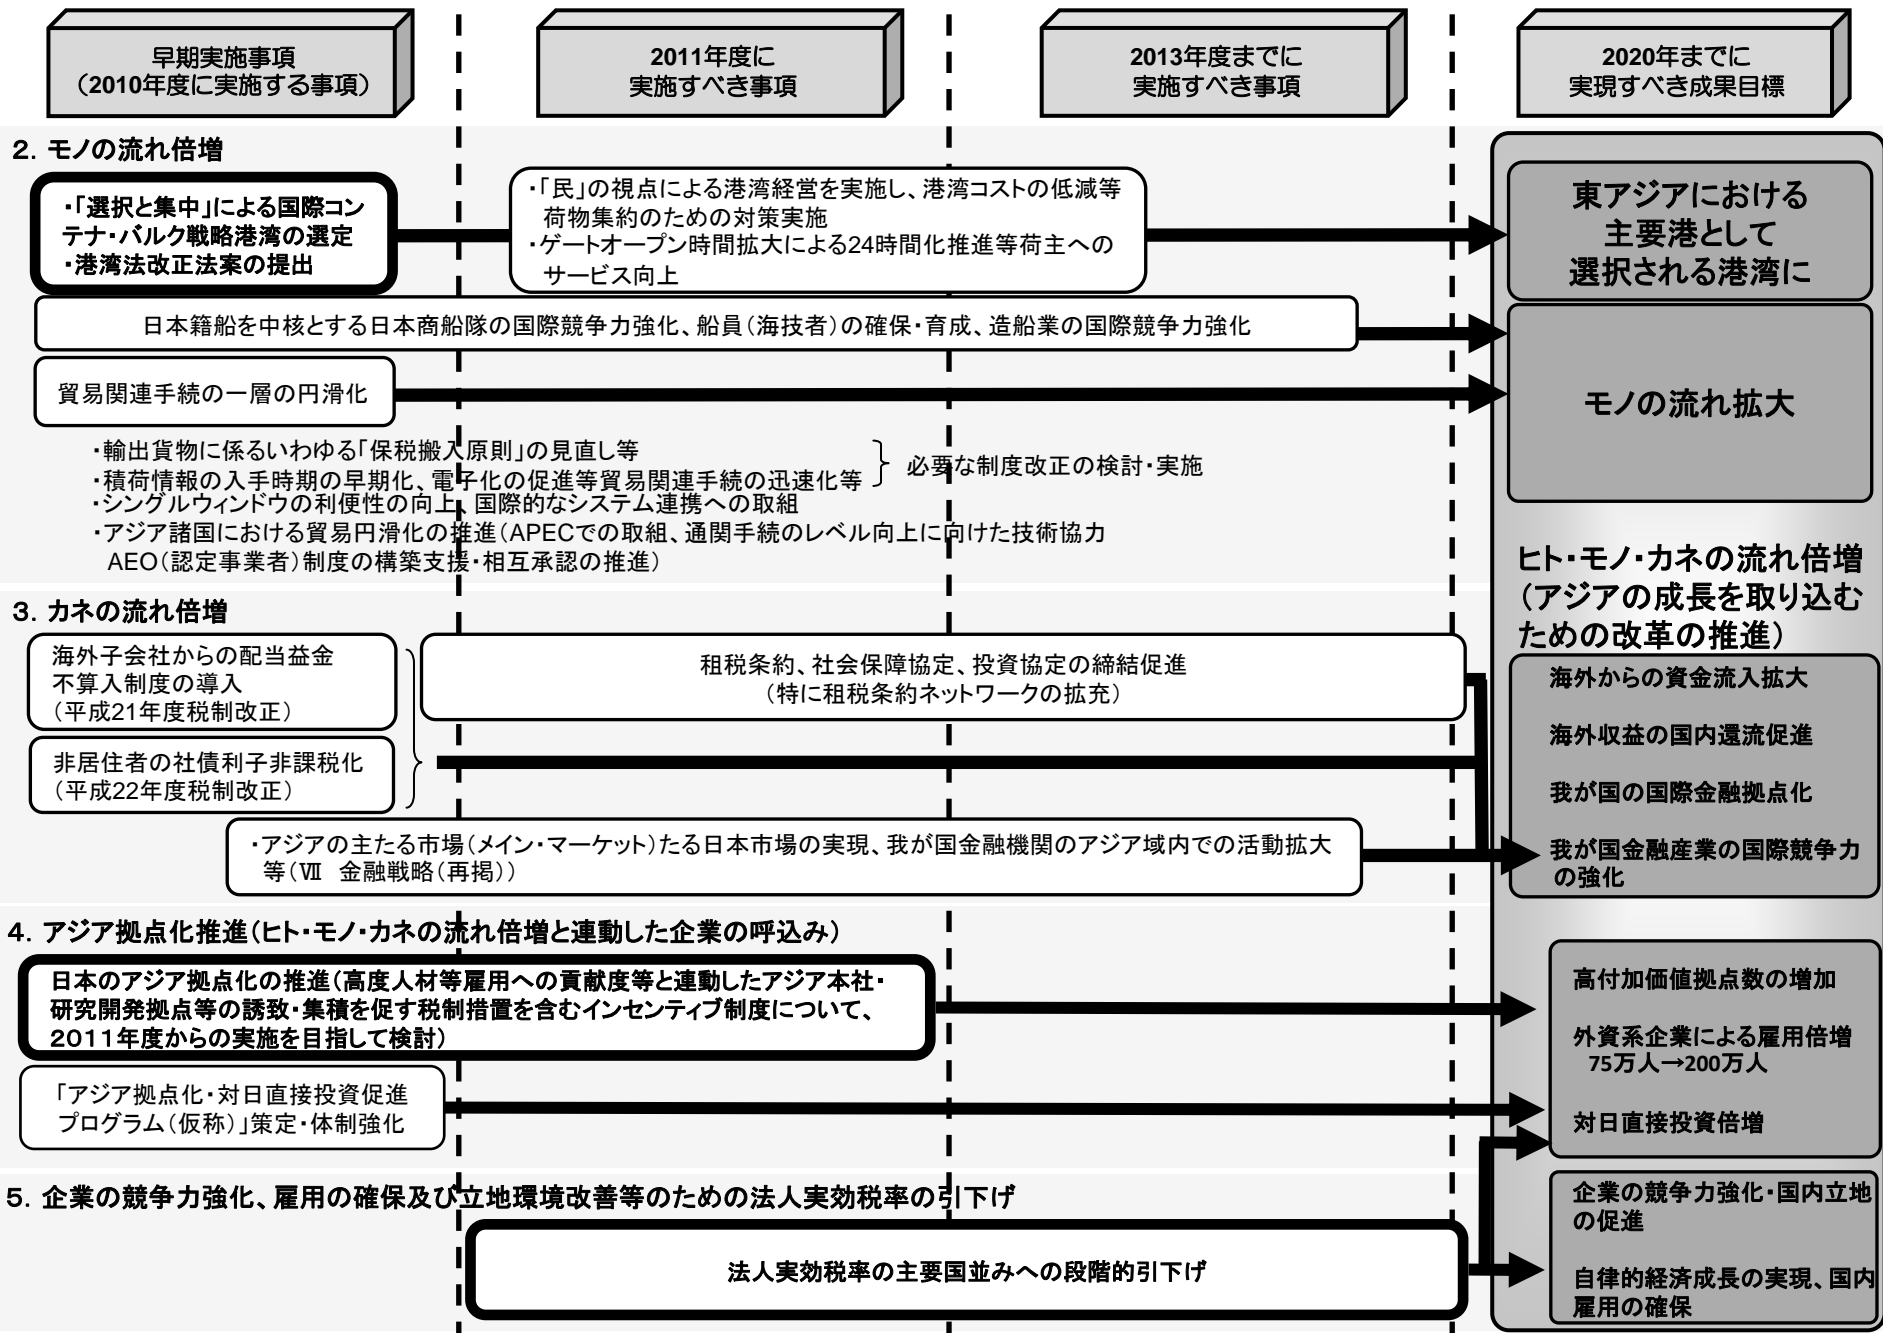 早期実施事項
（2010年度に実施する事項）
2011年度に
実施すべき事項
2013年度までに
実施すべき事項
2020年までに
実現すべき成果目標
２．モノの流れ倍増
・「選択と集中」による国際コン
テナ・バルク戦略港湾の選定
・港湾法改正法案の提出
・「民」の視点による港湾経営を実施し、港湾コストの低減等
荷物集約のための対策実施
・ゲートオープン時間拡大による24時間化推進等荷主への
サービス向上
東アジアにおける
主要港として
選択される港湾に
日本籍船を中核とする日本商船隊の国際競争力強化、船員（海技者）の確保・育成、造船業の国際競争力強化
貿易関連手続の一層の円滑化
モノの流れ拡大
・輸出貨物に係るいわゆる「保税搬入原則」の見直し等
・積荷情報の入手時期の早期化、電子化の促進等貿易関連手続の迅速化等
必要な制度改正の検討・実施
・シングルウィンドウの利便性の向上、国際的なシステム連携への取組
・アジア諸国における貿易円滑化の推進（APECでの取組、通関手続のレベル向上に向けた技術協力
AEO（認定事業者）制度の構築支援・相互承認の推進）
ヒト・モノ・カネの流れ倍増
（アジアの成長を取り込む
ための改革の推進）
３．カネの流れ倍増
海外子会社からの配当益金
不算入制度の導入
（平成21年度税制改正）
租税条約、社会保障協定、投資協定の締結促進
（特に租税条約ネットワークの拡充）
非居住者の社債利子非課税化
（平成22年度税制改正）
・アジアの主たる市場（メイン・マーケット）たる日本市場の実現、我が国金融機関のアジア域内での活動拡大
等（Ⅶ　金融戦略（再掲））
海外からの資金流入拡大
海外収益の国内還流促進
我が国の国際金融拠点化
我が国金融産業の国際競争力
の強化
４．アジア拠点化推進（ヒト・モノ・カネの流れ倍増と連動した企業の呼込み）
日本のアジア拠点化の推進（高度人材等雇用への貢献度等と連動したアジア本社・
研究開発拠点等の誘致・集積を促す税制措置を含むインセンティブ制度について、
２０１１年度からの実施を目指して検討）
「アジア拠点化・対日直接投資促進
プログラム（仮称）」策定・体制強化
高付加価値拠点数の増加
外資系企業による雇用倍増
75万人→200万人
対日直接投資倍増
５．企業の競争力強化、雇用の確保及び立地環境改善等のための法人実効税率の引下げ
法人実効税率の主要国並みへの段階的引下げ
企業の競争力強化・国内立地
の促進
自律的経済成長の実現、国内
雇用の確保